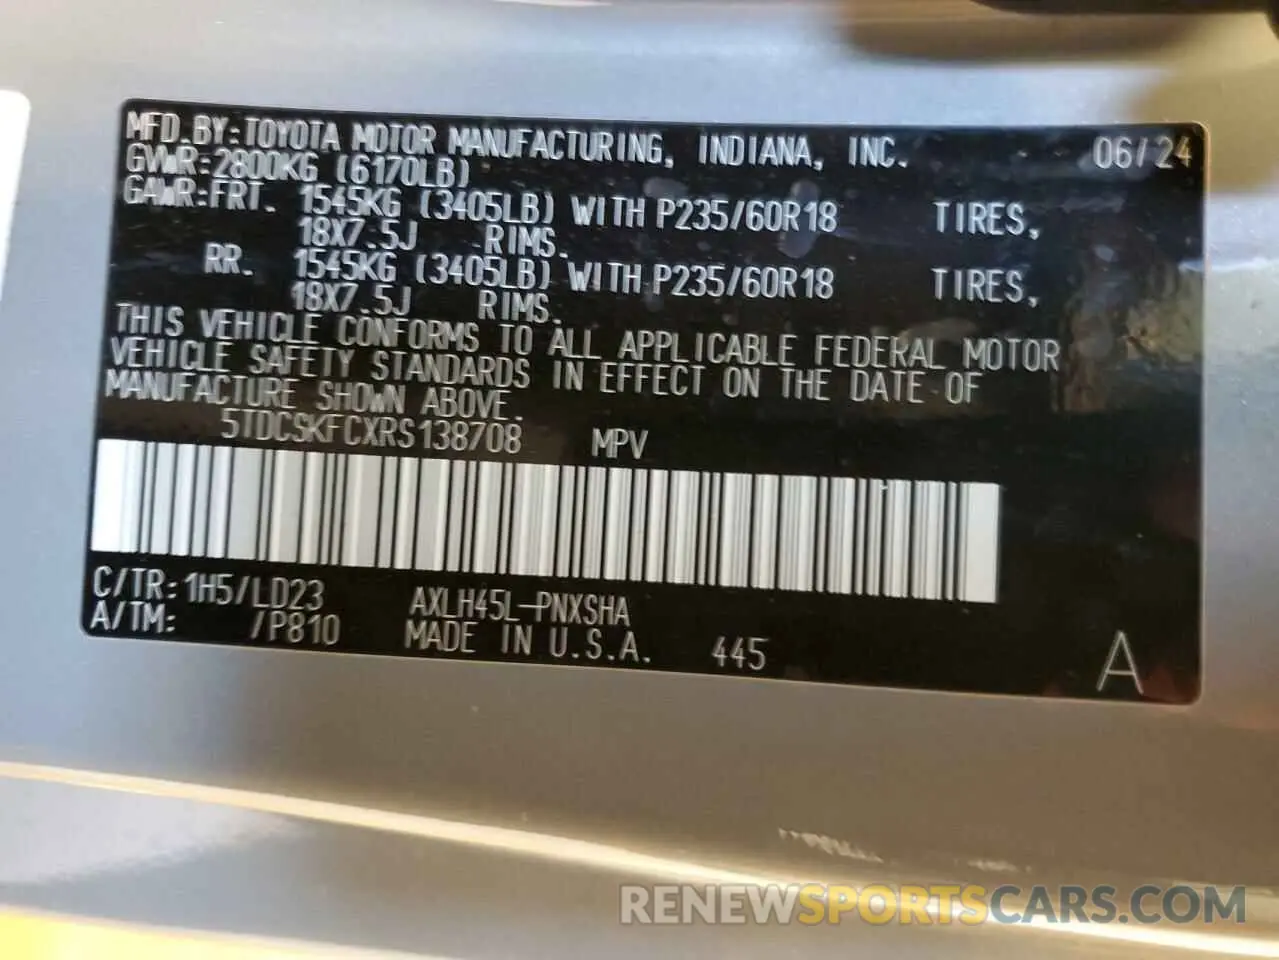 MFD.BY:TOYOTA MOTOR MANUFACTURING, INDIANA, INC. 06/24
GVWR:2800KG (6170LB)
GAWR:FRT. 1545KG (3405LB) WITH P235/60R18 TIRES,
18X7.5J RIMS.
RR. 1545KG (3405LB) WITH P235/60R18 TIRES,
18X7.5J RIMS.
THIS VEHICLE CONFORMS TO ALL APPLICABLE FEDERAL MOTOR
VEHICLE SAFETY STANDARDS IN EFFECT ON THE DATE OF
MANUFACTURE SHOWN ABOVE.
5TDCSKFCXRS138708 MPV
C/TR:1H5/LD23 AXLH45L-PNXSHA
A/TM: /P810 MADE IN U.S.A. 445 A
RENEWSPORTSCARS.COM